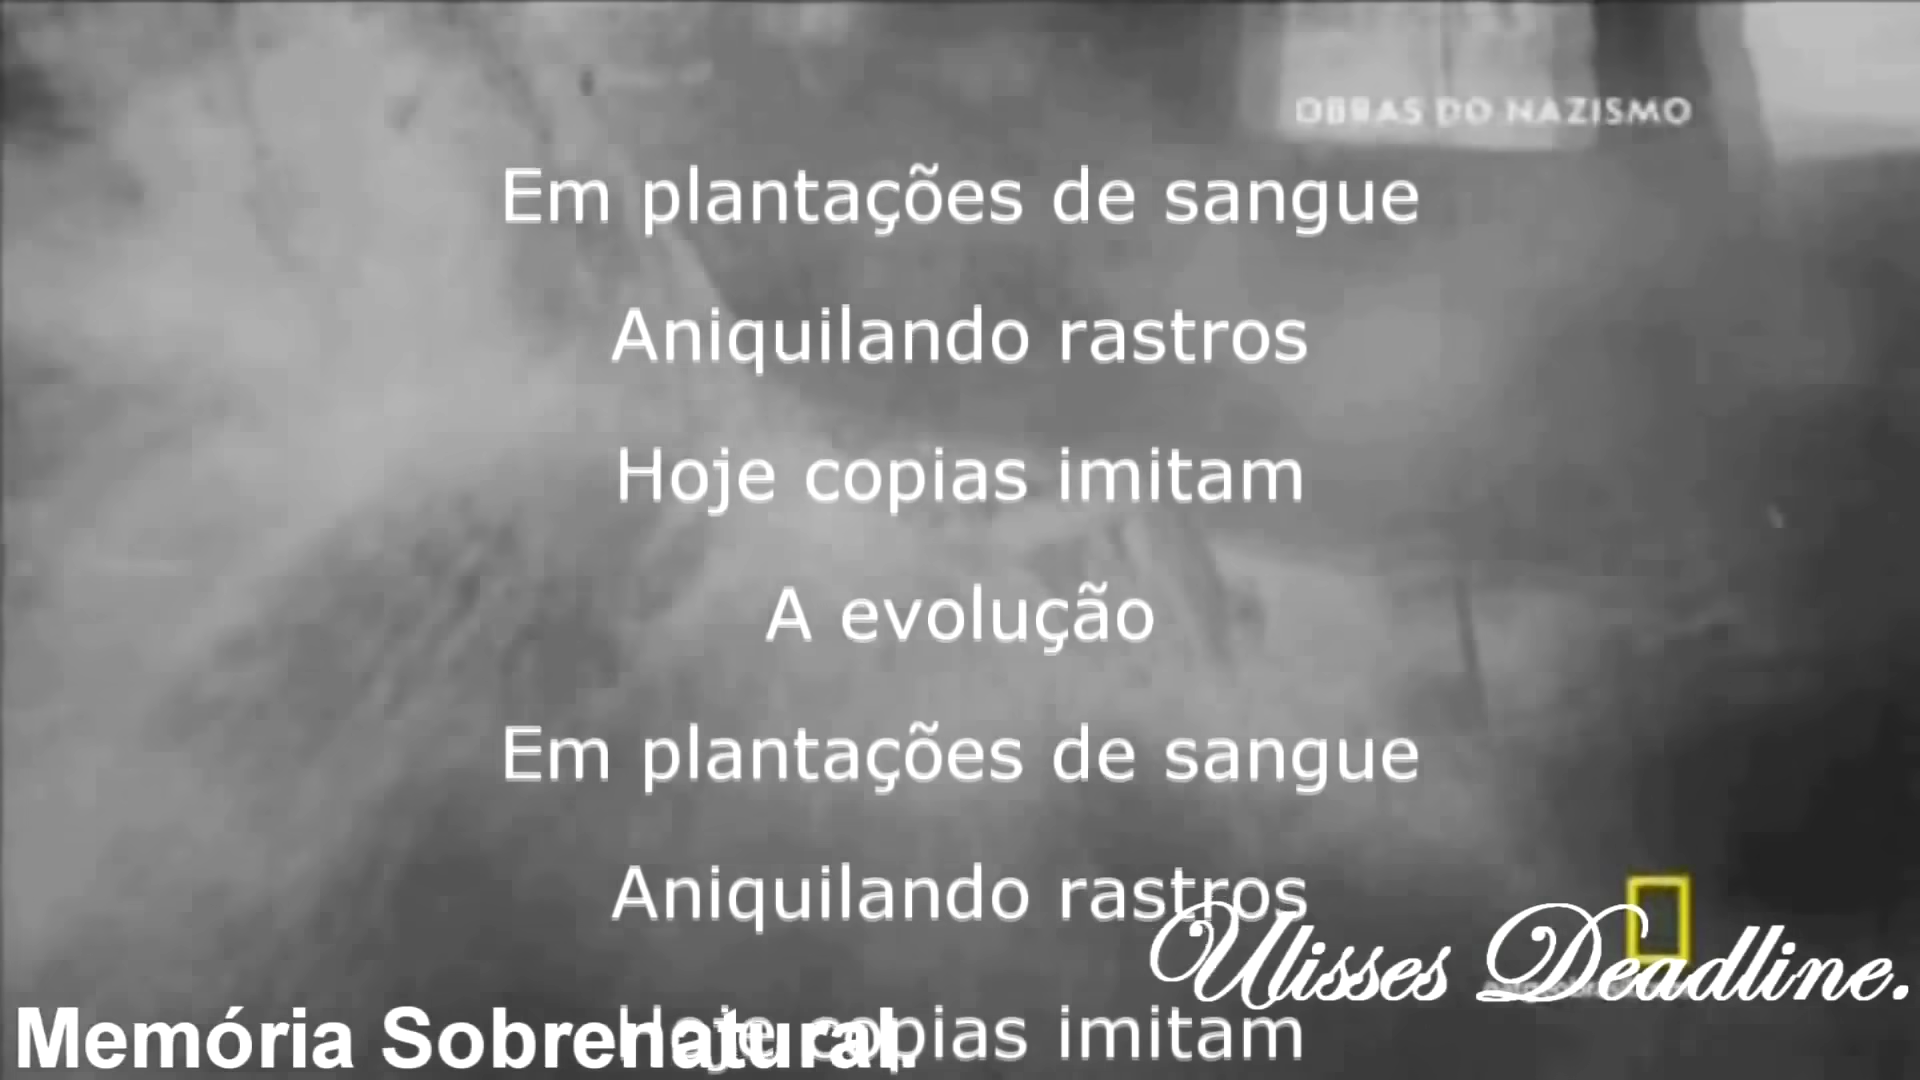 OBRAS DO NAZISMO
Em plantações de sangue
Aniquilando rastros
Hoje copias imitam
A evolução
Em plantações de sangue
Aniquilando rastros
Ulisses Deadline.
Hoje copias imitam
Memória Sobrenatural.